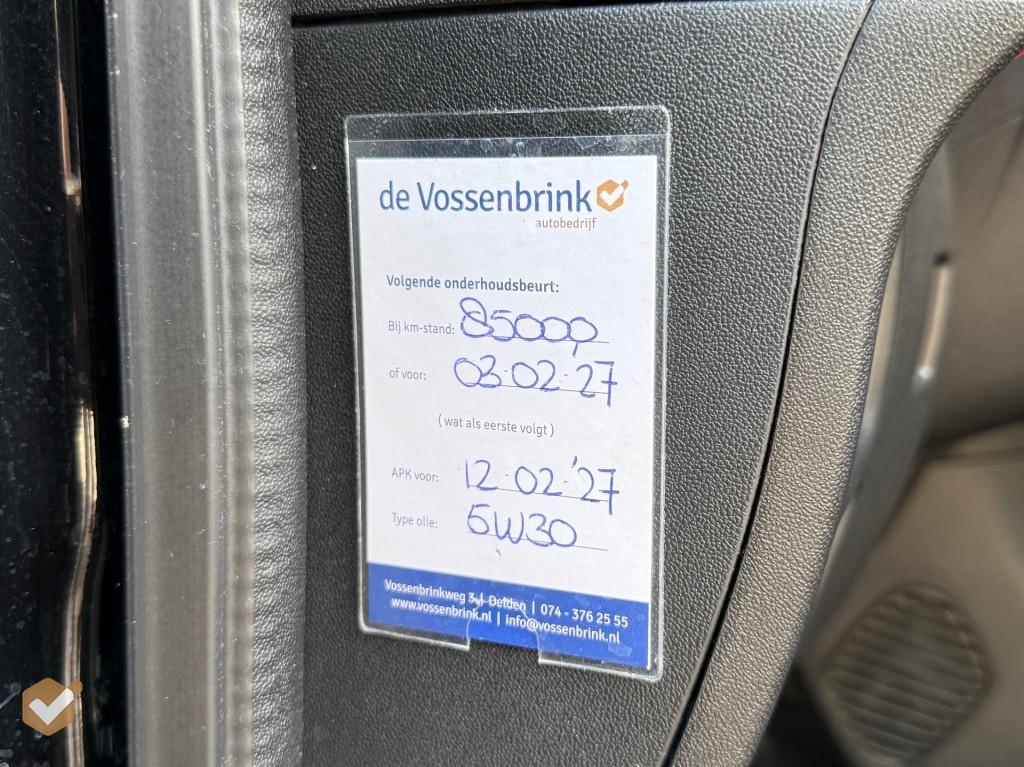 de Vossenbrink
autobedrijf
Volgende onderhoudsbeurt:
Bij km-stand: 85000
of voor: 03-02-27
(wat als eerste volgt)
APK voor: 12-02-'27
Type olie: 5W30
Vossenbrinkweg | Delden | 074 - 376 25 55
www.vossenbrink.nl | info@vossenbrink.nl